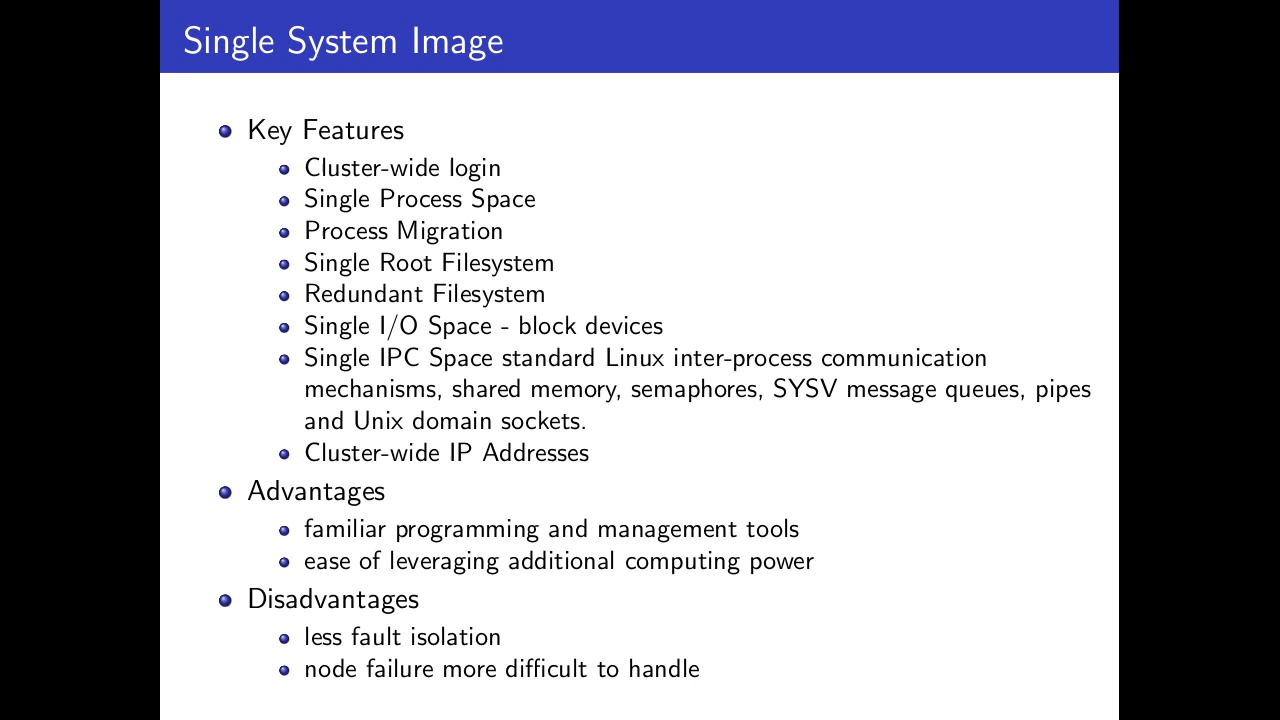 Single System Image
Key Features
Cluster-wide login
Single Process Space
Process Migration
Single Root Filesystem
Redundant Filesystem
Single I/O Space - block devices
Single IPC Space standard Linux inter-process communication
mechanisms, shared memory, semaphores, SYSV message queues, pipes
and Unix domain sockets.
Cluster-wide IP Addresses
Advantages
familiar programming and management tools
ease of leveraging additional computing power
Disadvantages
less fault isolation
node failure more difficult to handle